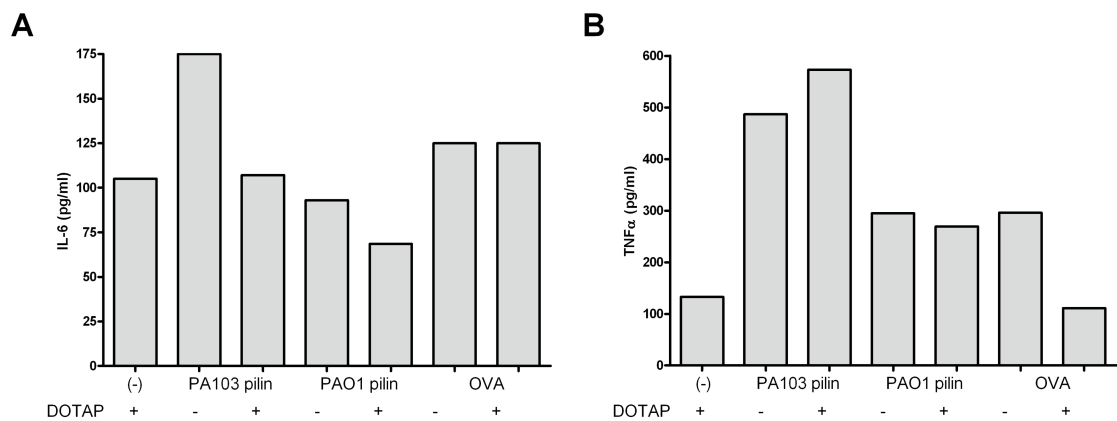 A
B
IL-6 (pg/ml)
175
150
125
100
75
50
25
0
(-) PA103 pilin PAO1 pilin OVA
DOTAP + - + - + - +
TNFα (pg/ml)
600
500
400
300
200
100
0
(-) PA103 pilin PAO1 pilin OVA
DOTAP + - + - + - +